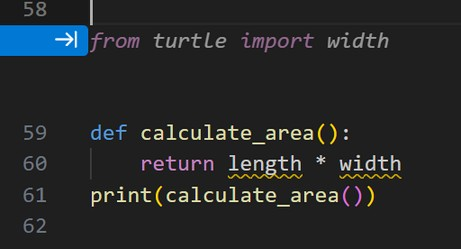 58
from turtle import width
59 def calculate_area():
60     return length * width
61 print(calculate_area())
62